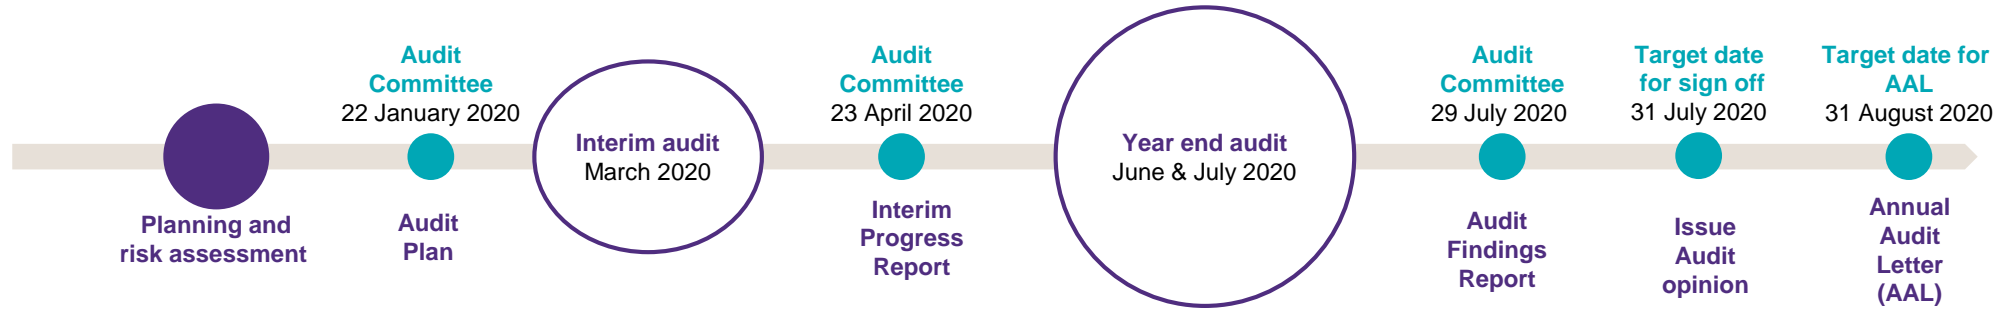 Planning and
risk assessment
Audit
Committee
22 January 2020
Audit
Plan
Interim audit
March 2020
Audit
Committee
23 April 2020
Interim
Progress
Report
Year end audit
June & July 2020
Audit
Committee
29 July 2020
Audit
Findings
Report
Target date
for sign off
31 July 2020
Issue
Audit
opinion
Target date for
AAL
31 August 2020
Annual
Audit
Letter
(AAL)